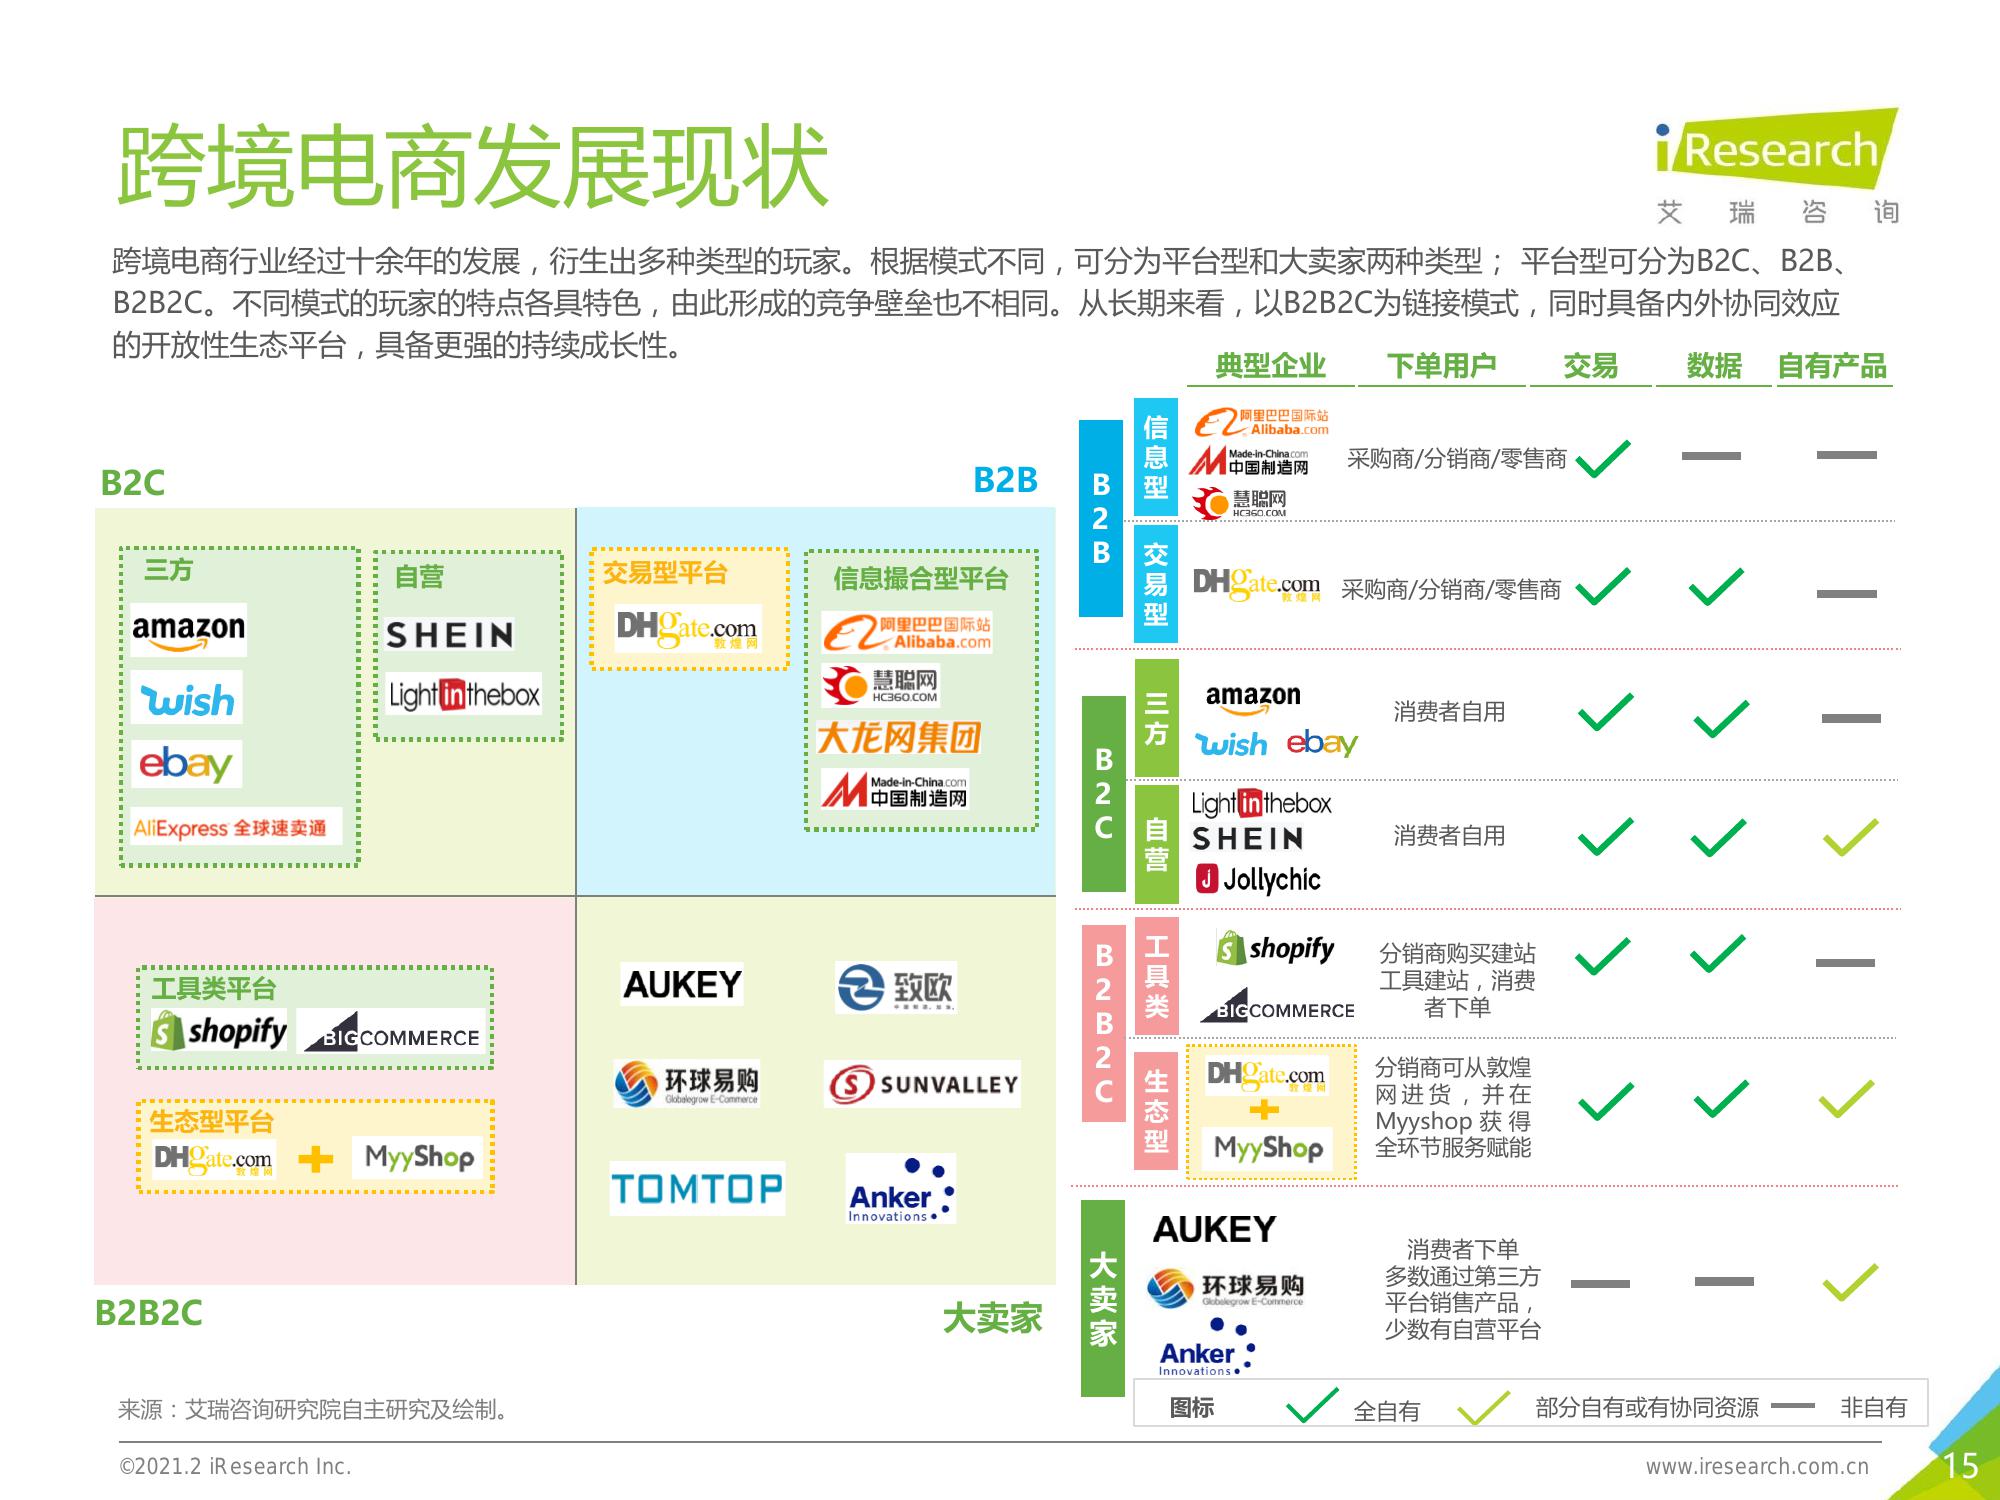 跨境电商发展现状
iResearch
艾瑞咨询
跨境电商行业经过十余年的发展，衍生出多种类型的玩家。根据模式不同，可分为平台型和大卖家两种类型； 平台型可分为B2C、B2B、
B2B2C。不同模式的玩家的特点各具特色，由此形成的竞争壁垒也不相同。从长期来看，以B2B2C为链接模式，同时具备内外协同效应
的开放性生态平台，具备更强的持续成长性。
B2C
B2B
三方
amazon
wish
ebay
AliExpress 全球速卖通
自营
SHEIN
Lightinthebox
交易型平台
DHgate.com
敦煌网
信息撮合型平台
阿里巴巴国际站
Alibaba.com
慧聪网
HC360.COM
大龙网集团
Made-in-China.com
中国制造网
工具类平台
shopify
BIGCOMMERCE
生态型平台
DHgate.com
敦煌网
MyyShop
AUKEY
致欧
环球易购
Globalegrow E-Commerce
SUNVALLEY
TOMTOP
Anker
Innovations
B2B2C
大卖家
典型企业 下单用户 交易 数据 自有产品
B2B
信息型
阿里巴巴国际站
Alibaba.com
Made-in-China.com
中国制造网
慧聪网
HC360.COM
采购商/分销商/零售商
交易型
DHgate.com
敦煌网
采购商/分销商/零售商
B2C
三方
amazon
wish ebay
消费者自用
自营
Lightinthebox
SHEIN
Jollychic
消费者自用
B2B2C
工具类
shopify
BIGCOMMERCE
分销商购买建站
工具建站，消费
者下单
生态型
DHgate.com
敦煌网
MyyShop
分销商可从敦煌
网进货，并在
Myyshop 获 得
全环节服务赋能
大卖家
AUKEY
环球易购
Globalegrow E-Commerce
Anker
Innovations
消费者下单
多数通过第三方
平台销售产品，
少数有自营平台
图标 全自有 部分自有或有协同资源 非自有
来源：艾瑞咨询研究院自主研究及绘制。
©2021.2 iResearch Inc.
www.iresearch.com.cn
15